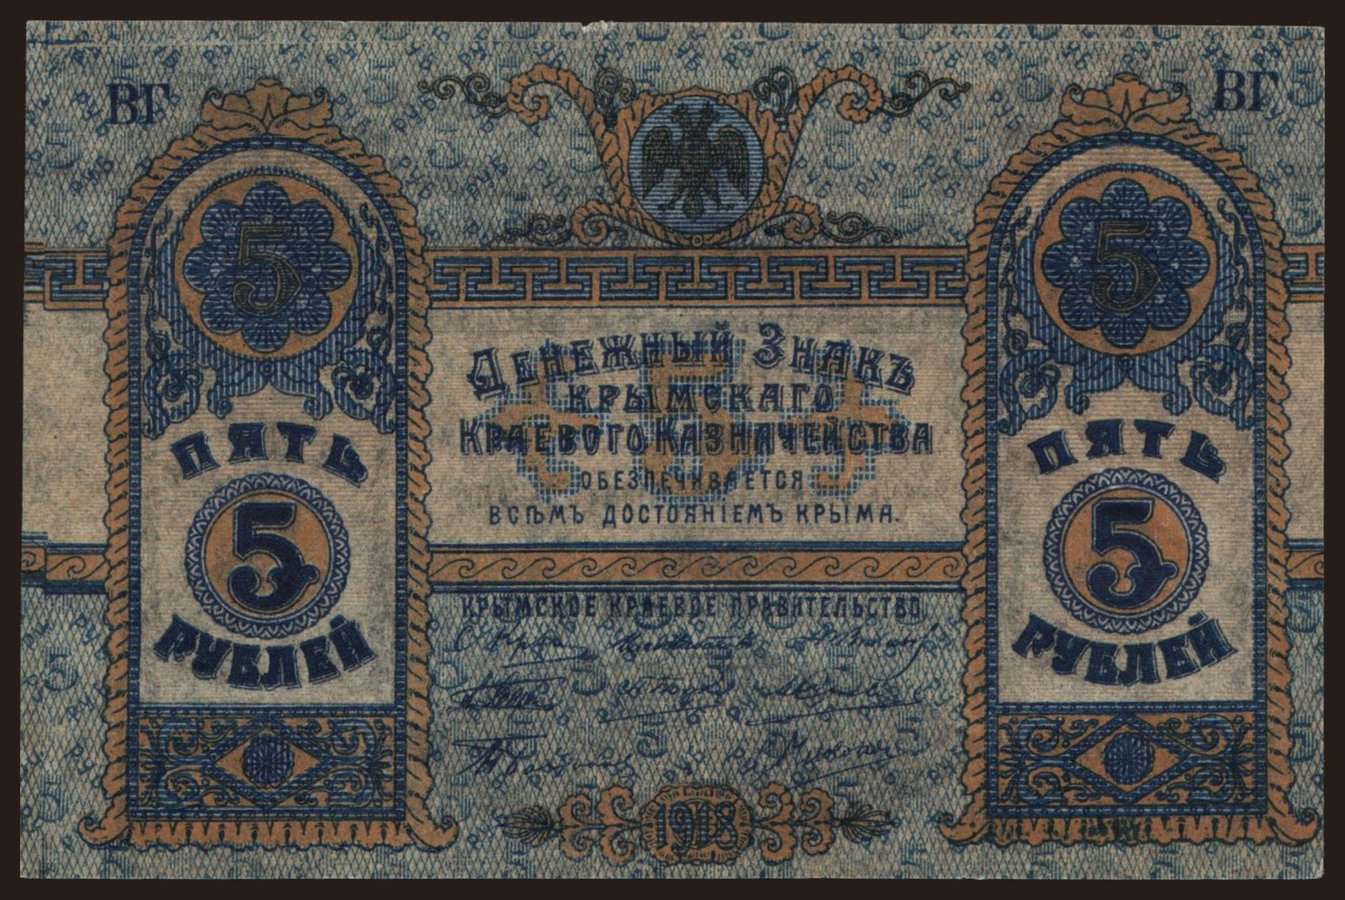 ВГ ВГ
5 5
Денежный Знакъ
Крымскаго
Краевого Казначейства
обезпечивается
всѣмъ достояніемъ Крыма.
ПЯТЬ ПЯТЬ
5 5
РУБЛЕЙ РУБЛЕЙ
Крымское Краевое Правительство
1918